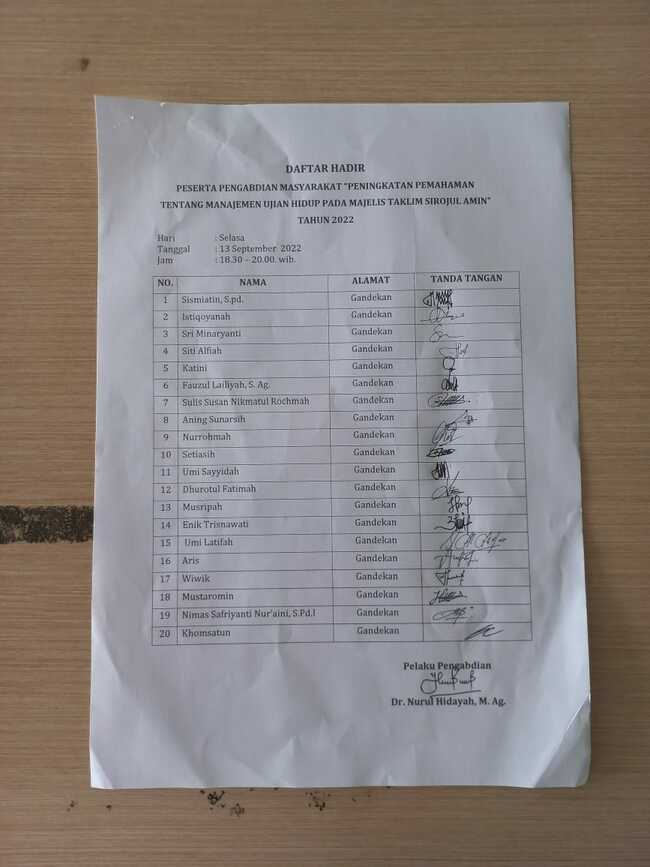 DAFTAR HADIR
PESERTA PENGABDIAN MASYARAKAT "PENINGKATAN PEMAHAMAN
TENTANG MANAJEMEN UJIAN HIDUP PADA MAJELIS TAKLIM SIROJUL AMIN"
TAHUN 2022
Hari : Selasa
Tanggal : 13 September 2022
Jam : 18.30 – 20.00. wib.
NO. NAMA ALAMAT TANDA TANGAN
1 Sismiatin, S.pd. Gandekan
2 Istiqoyanah Gandekan
3 Sri Minaryanti Gandekan
4 Siti Alfiah Gandekan
5 Katini Gandekan
6 Fauzul Lailiyah, S. Ag. Gandekan
7 Sulis Susan Nikmatul Rochmah Gandekan
8 Aning Sunarsih Gandekan
9 Nurrohmah Gandekan
10 Setiasih Gandekan
11 Umi Sayyidah Gandekan
12 Dhurotul Fatimah Gandekan
13 Musripah Gandekan
14 Enik Trisnawati Gandekan
15 Umi Latifah Gandekan
16 Aris Gandekan
17 Wiwik Gandekan
18 Mustaromin Gandekan
19 Nimas Safriyanti Nur'aini, S.Pd.I Gandekan
20 Khomsatun Gandekan
Pelaku Pengabdian
Dr. Nurul Hidayah, M. Ag.